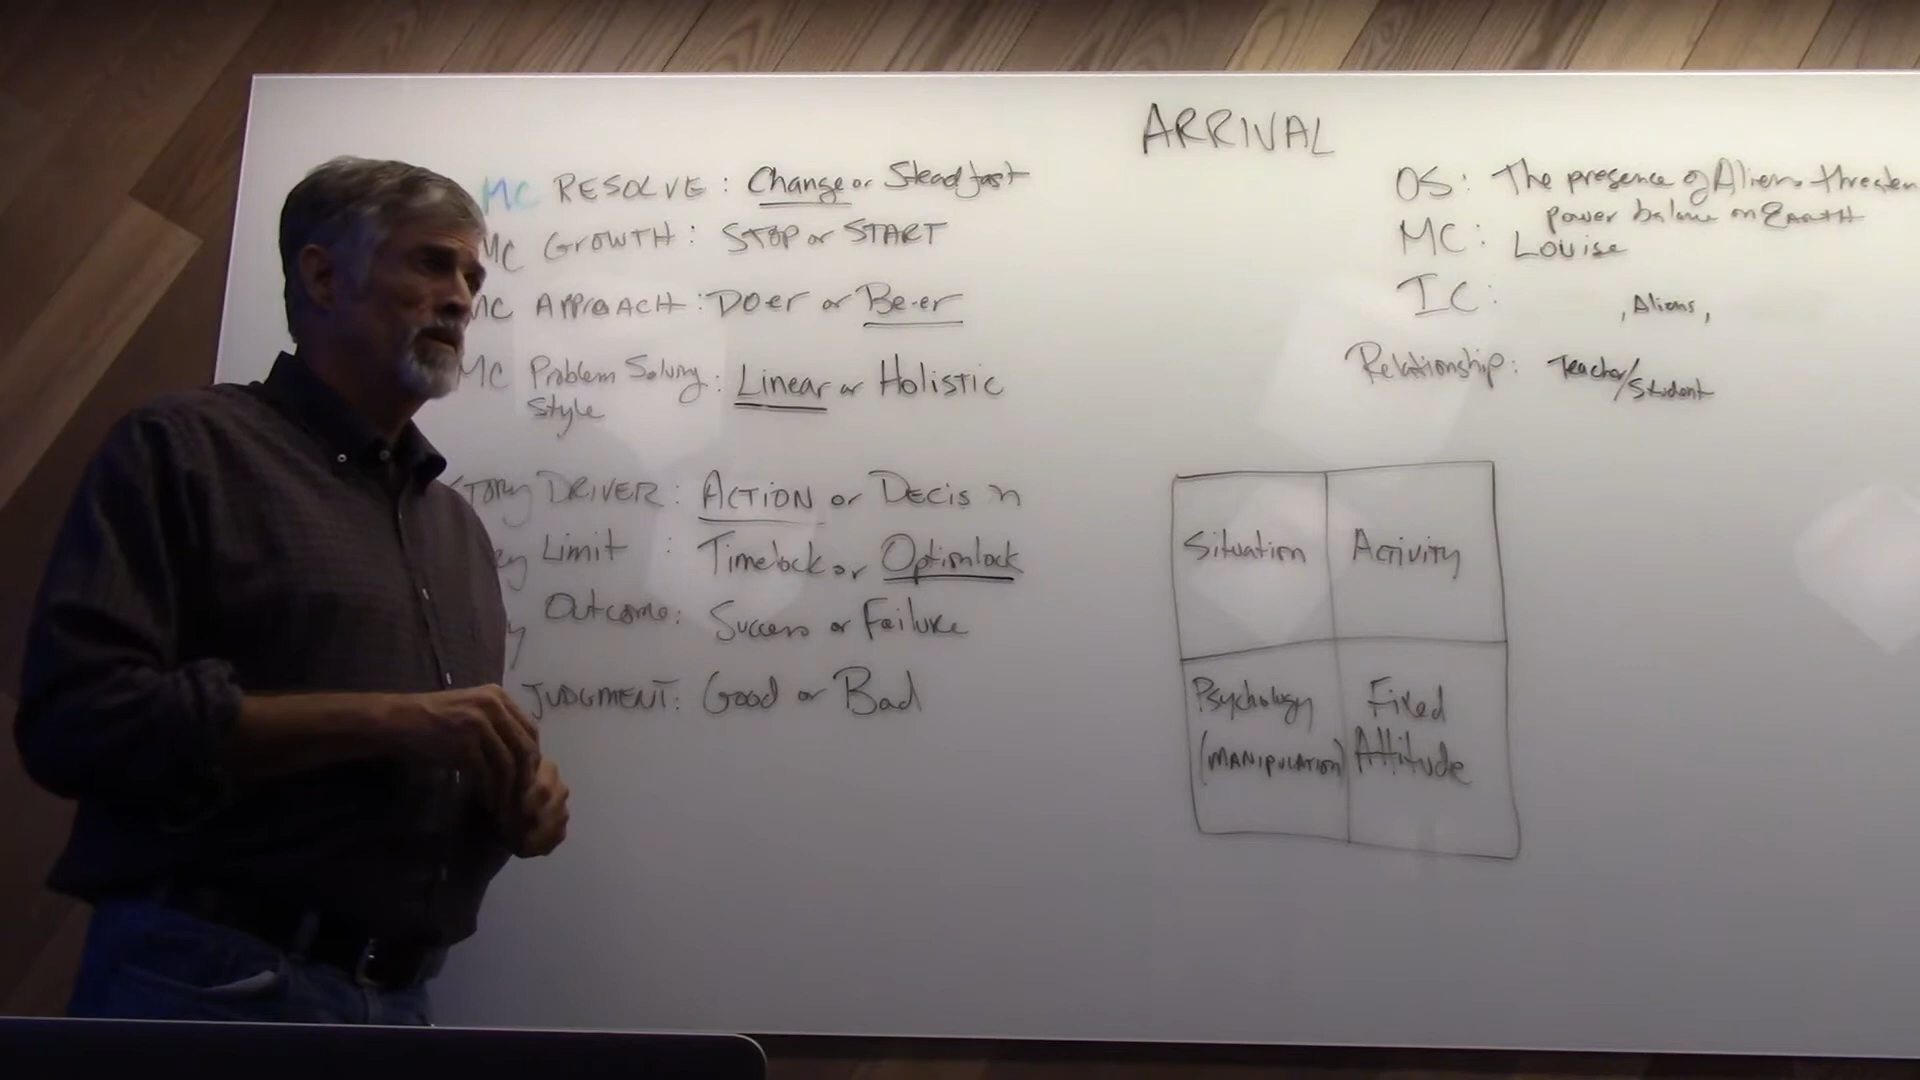 ARRIVAL
MC RESOLVE: Change or Steadfast
MC GROWTH: STOP or START
MC APPROACH: DOer or Be-er
MC Problem Solving Style: Linear or Holistic
DRIVER: ACTION or Decis n
Limit : Timelock or Optionlock
Outcome: Success or Failure
JUDGMENT: Good or Bad
OS: The presence of Aliens threaten
power balance on EARTH
MC: Louise
IC: , Aliens,
Relationship: Teacher/Student
Situation
Activity
Psychology
(MANIPULATION)
Fixed
Attitude